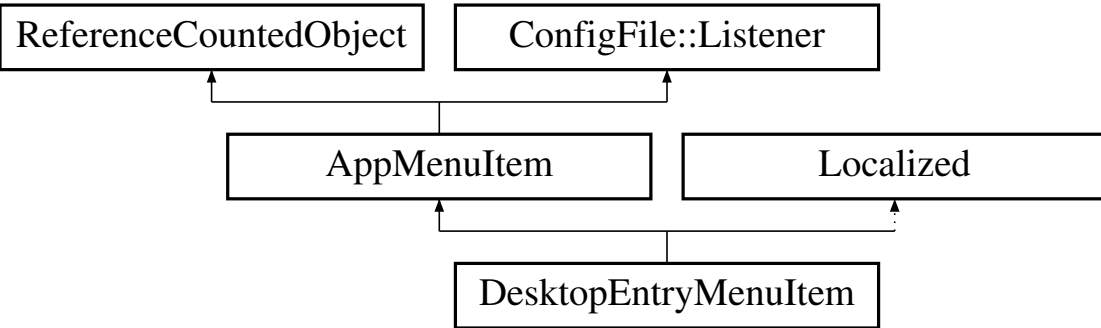 ReferenceCountedObject
ConfigFile::Listener
AppMenuItem
Localized
DesktopEntryMenuItem